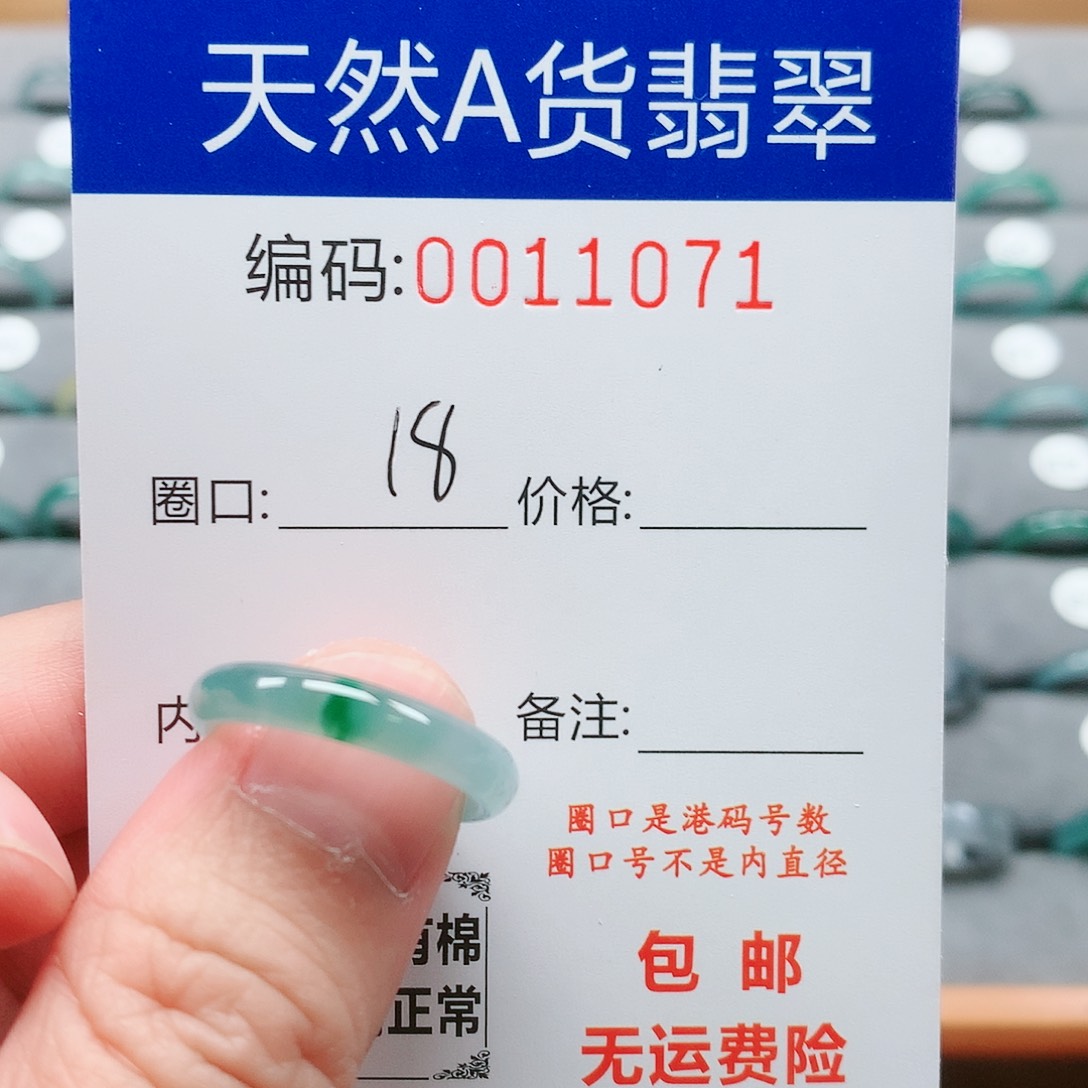 天然A货翡翠
编码:0011071
圈口: 18 价格:
内 备注:
圈口是港码号数
圈口号不是内直径
棉
正常
包 邮
无运费险